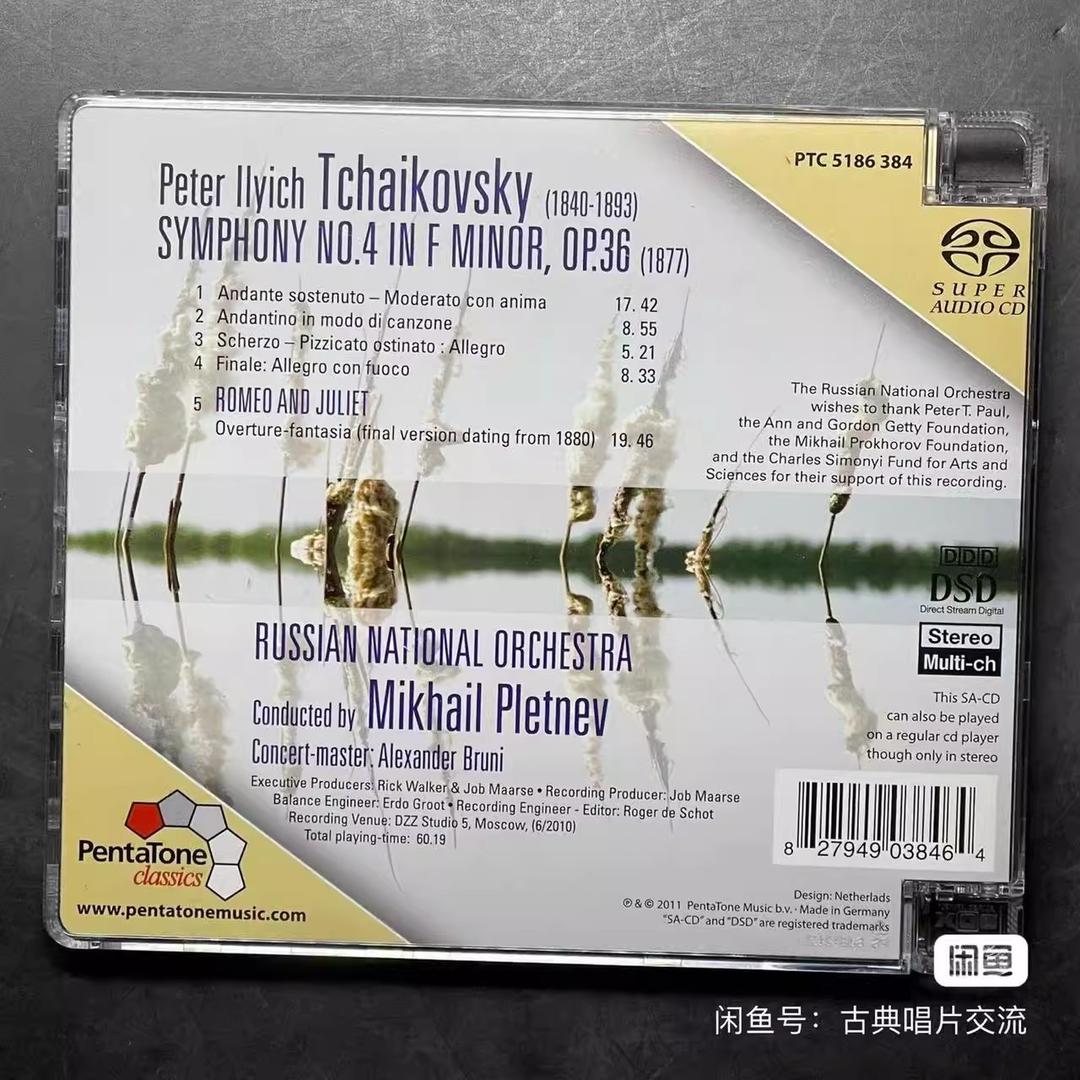 PTC 5186 384
SUPER
AUDIO CD
Peter Ilyich Tchaikovsky (1840-1893)
SYMPHONY NO.4 IN F MINOR, OP.36 (1877)
1 Andante sostenuto – Moderato con anima 17. 42
2 Andantino in modo di canzone 8. 55
3 Scherzo – Pizzicato ostinato : Allegro 5. 21
4 Finale: Allegro con fuoco 8. 33
5 ROMEO AND JULIET
Overture-fantasia (final version dating from 1880) 19. 46
The Russian National Orchestra
wishes to thank Peter T. Paul,
the Ann and Gordon Getty Foundation,
the Mikhail Prokhorov Foundation,
and the Charles Simonyi Fund for Arts and
Sciences for their support of this recording.
DDD
DSD
Direct Stream Digital
Stereo
Multi-ch
This SA-CD
can also be played
on a regular cd player
though only in stereo
RUSSIAN NATIONAL ORCHESTRA
Conducted by Mikhail Pletnev
Concert-master: Alexander Bruni
Executive Producers: Rick Walker & Job Maarse • Recording Producer: Job Maarse
Balance Engineer: Erdo Groot • Recording Engineer - Editor: Roger de Schot
Recording Venue: DZZ Studio 5, Moscow, (6/2010)
Total playing-time: 60.19
8 27949 03846 4
PentaTone
classics
www.pentatonemusic.com
Design: Netherlads
℗ & © 2011 PentaTone Music b.v. · Made in Germany
"SA-CD" and "DSD" are registered trademarks
闲鱼
闲鱼号：古典唱片交流